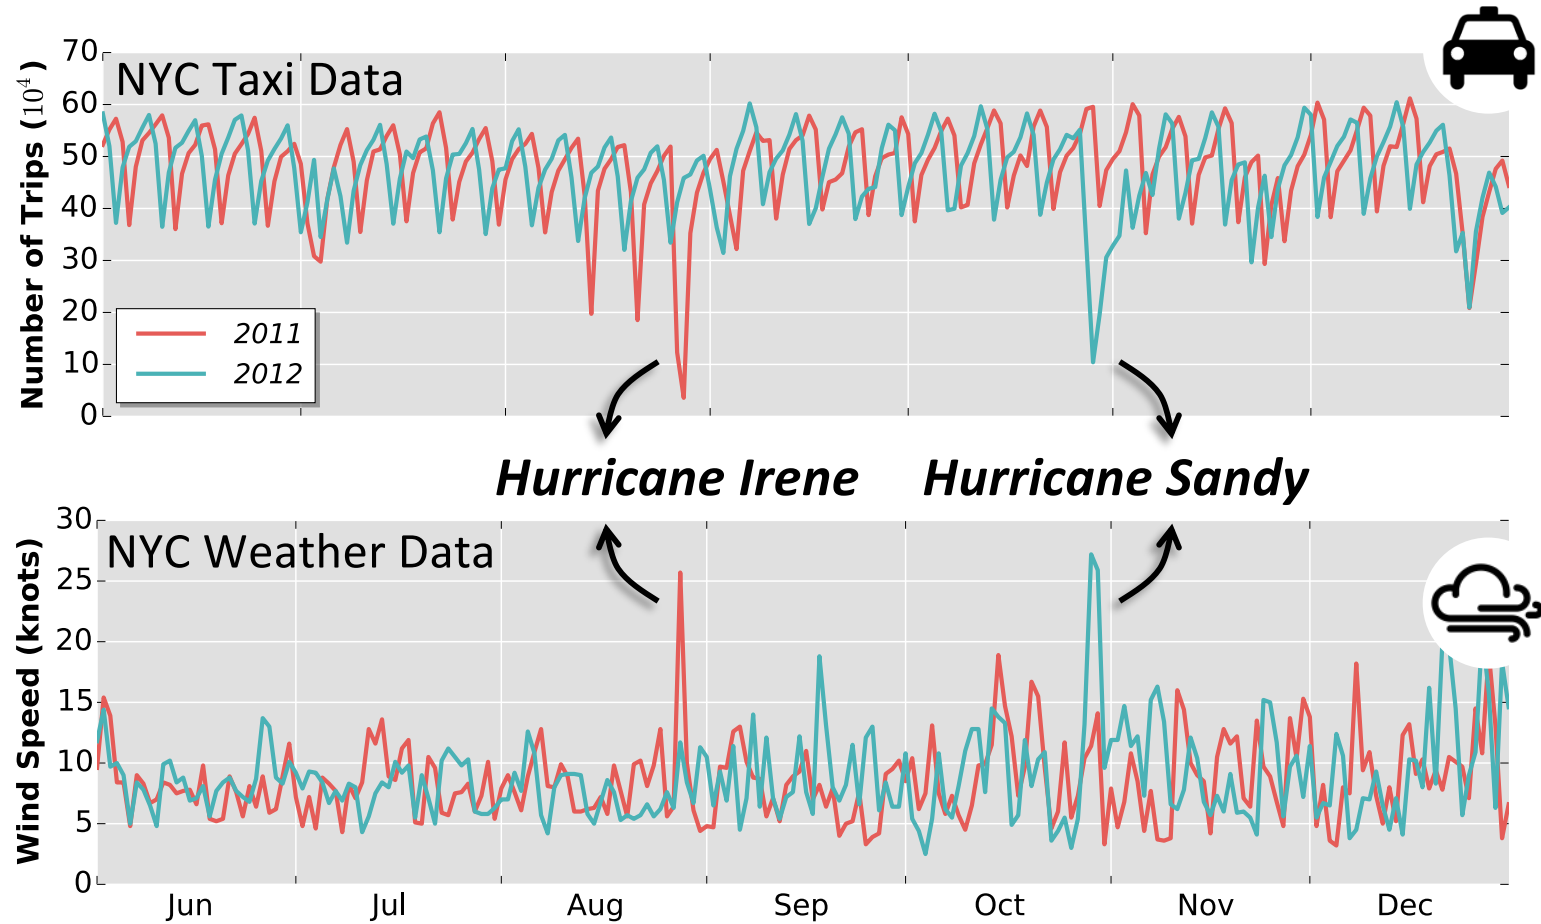 NYC Taxi Data
Number of Trips (10^4)
70
60
50
40
30
20
10
0
2011
2012
Hurricane Irene
Hurricane Sandy
NYC Weather Data
Wind Speed (knots)
30
25
20
15
10
5
0
Jun Jul Aug Sep Oct Nov Dec